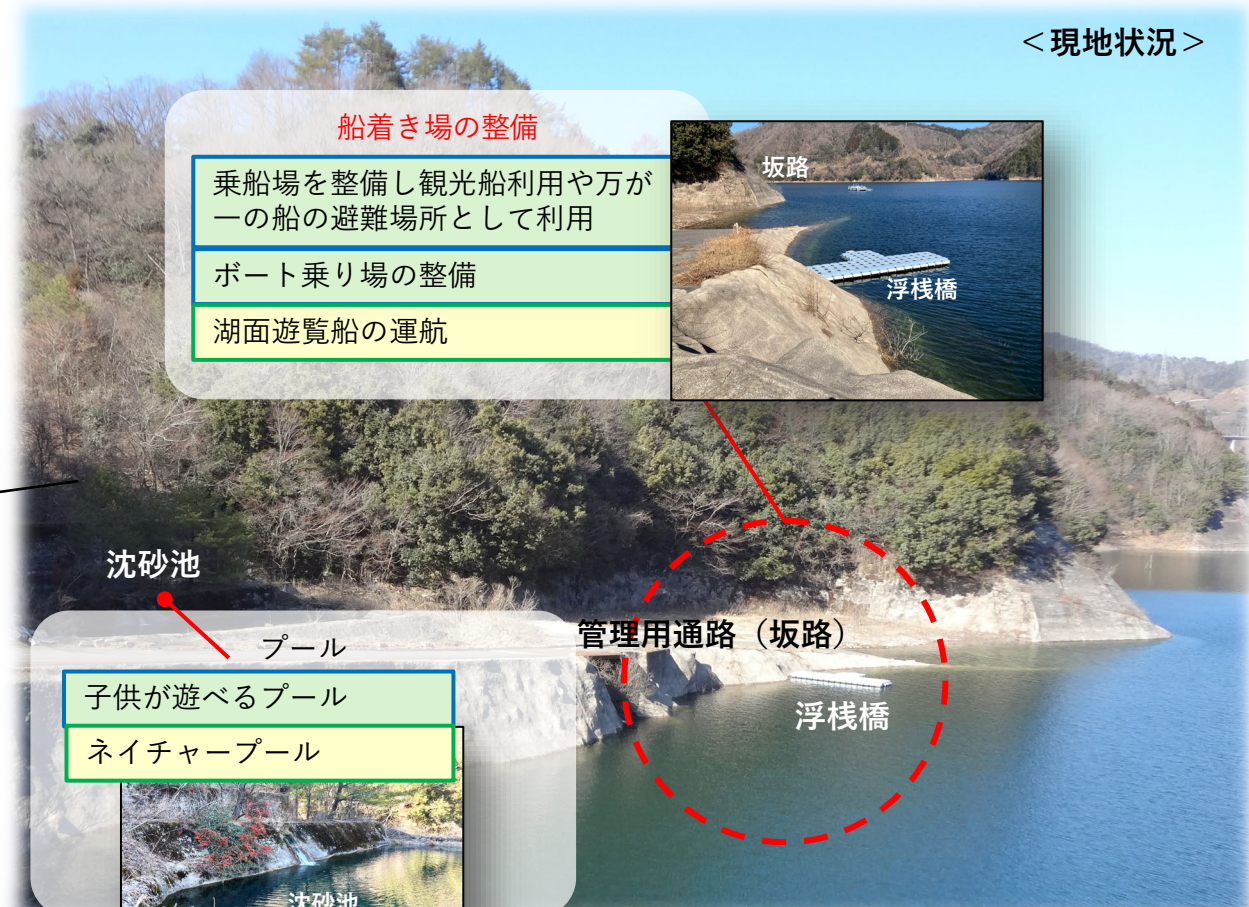 ＜現地状況＞
船着き場の整備
乗船場を整備し観光船利用や万が
一の船の避難場所として利用
ボート乗り場の整備
湖面遊覧船の運航
坂路
浮桟橋
沈砂池
プール
子供が遊べるプール
ネイチャープール
沈砂池
管理用通路（坂路）
浮桟橋